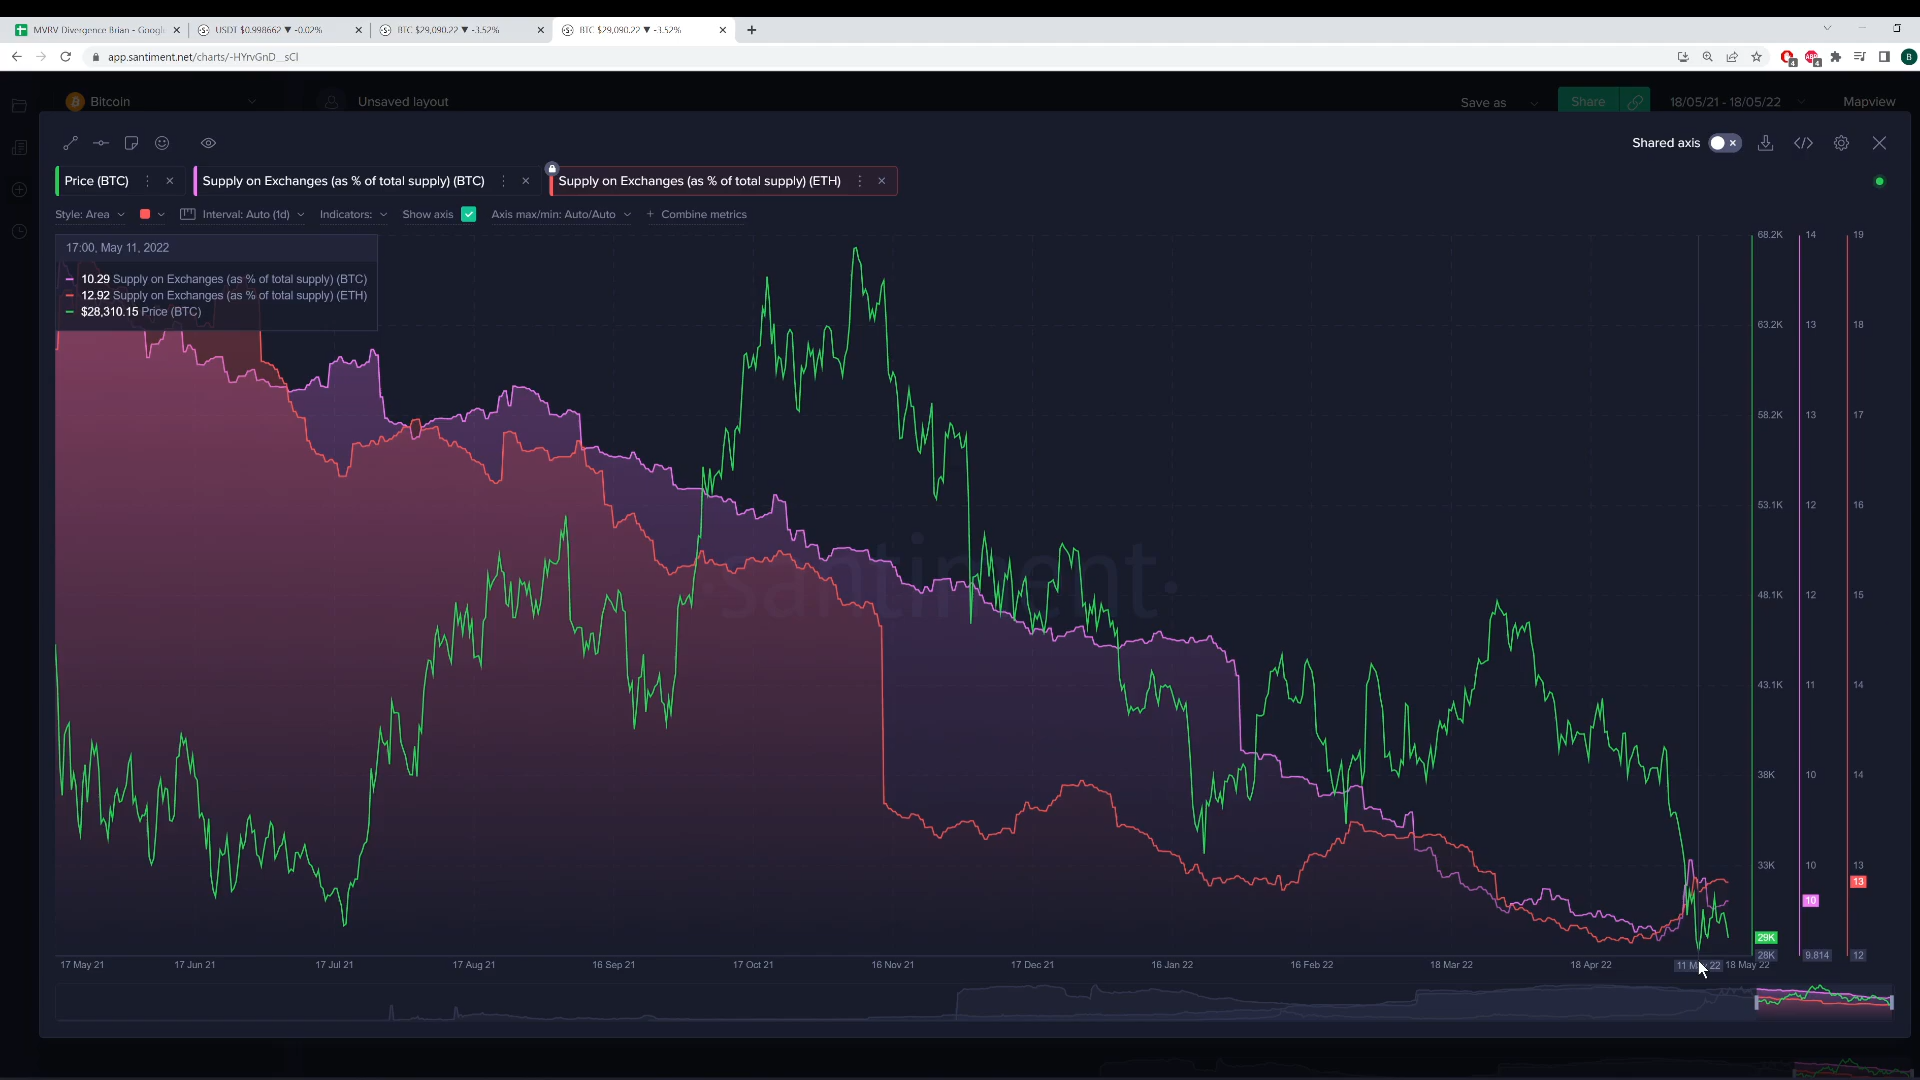 MVRV Divergence Brian - Google
USDT $0.998662 ▼ -0.02%
BTC $29,090.22 ▼ -3.52%
BTC $29,090.22 ▼ -3.52%
app.santiment.net/charts/-HYrvGnD__sCl
4
ABP
4
B
Bitcoin
Unsaved layout
Save as
Share
18/05/21 - 18/05/22
Mapview
Shared axis
Price (BTC)
Supply on Exchanges (as % of total supply) (BTC)
Supply on Exchanges (as % of total supply) (ETH)
Style: Area
Interval: Auto (1d)
Indicators:
Show axis
Axis max/min: Auto/Auto
+ Combine metrics
17:00, May 11, 2022
10.29 Supply on Exchanges (as % of total supply) (BTC)
12.92 Supply on Exchanges (as % of total supply) (ETH)
$28,310.15 Price (BTC)
·santiment·
68.2K 14 19
63.2K 13 18
58.2K 13 17
53.1K 12 16
48.1K 12 15
43.1K 11 14
38K 10 14
33K 10 13
13
10
29K
28K 9.814 12
17 May 21 17 Jun 21 17 Jul 21 17 Aug 21 16 Sep 21 17 Oct 21 16 Nov 21 17 Dec 21 16 Jan 22 16 Feb 22 18 Mar 22 18 Apr 22 18 May 22